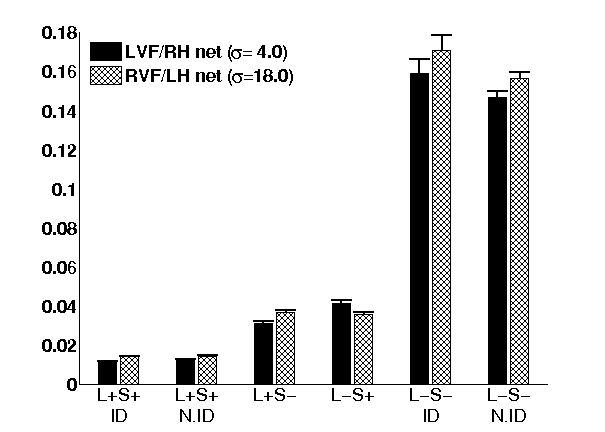 0.18
LVF/RH net (σ= 4.0)
0.16
RVF/LH net (σ=18.0)
0.14
0.12
0.1
0.08
0.06
0.04
0.02
0
L+S+ L+S+ L+S− L−S+ L−S− L−S−
ID N.ID ID N.ID